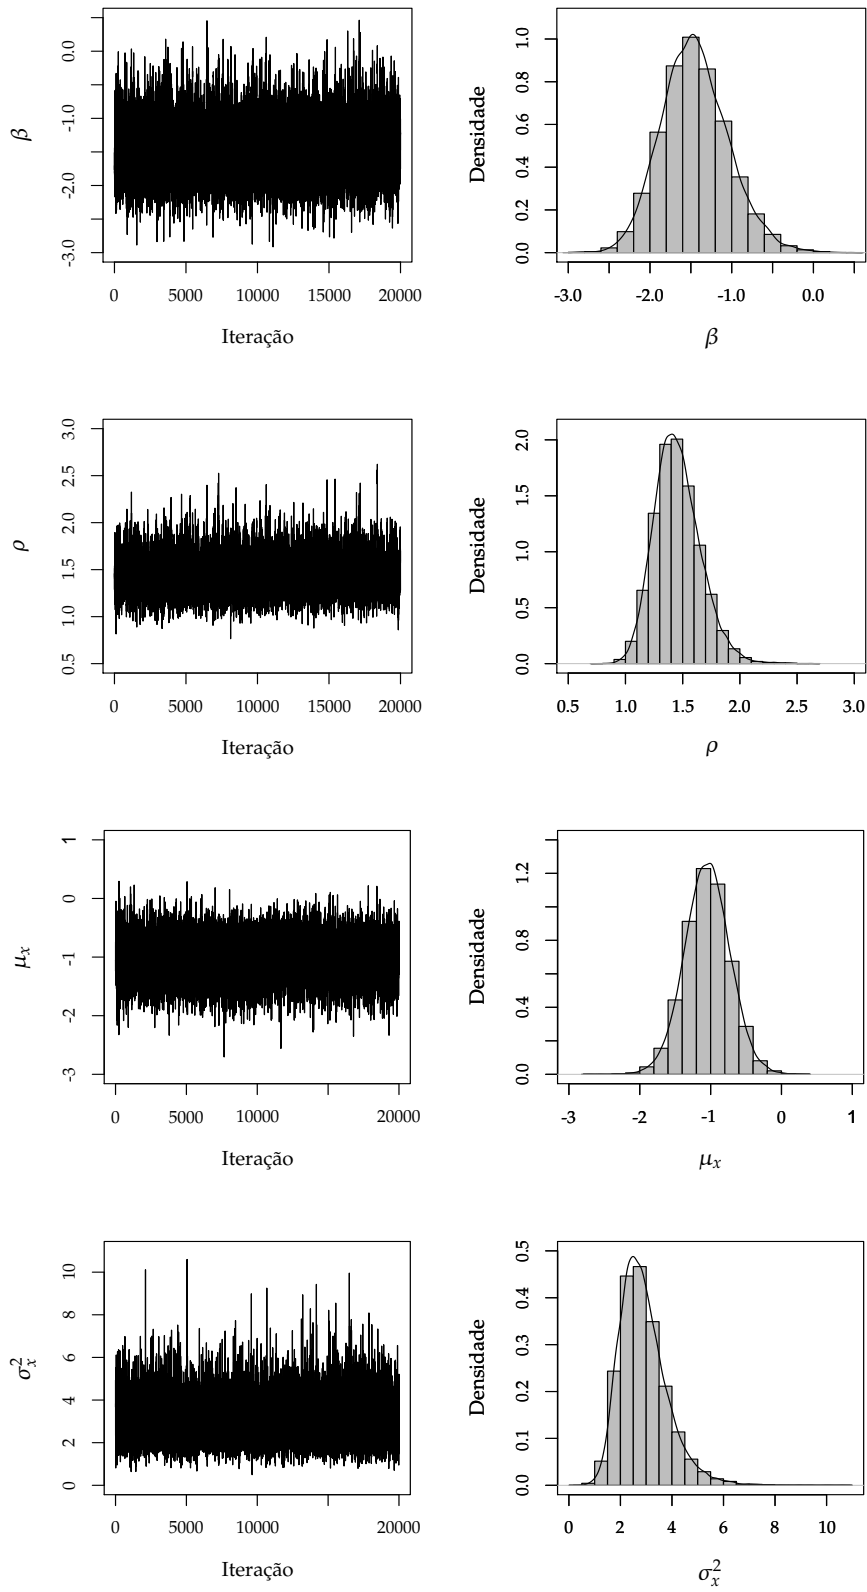 β
0.0
-1.0
-2.0
-3.0
0 5000 10000 15000 20000
Iteração
Densidade
1.0
0.8
0.6
0.4
0.2
0.0
-3.0 -2.0 -1.0 0.0
β
ρ
3.0
2.5
2.0
1.5
1.0
0.5
0 5000 10000 15000 20000
Iteração
Densidade
2.0
1.5
1.0
0.5
0.0
0.5 1.0 1.5 2.0 2.5 3.0
ρ
μx
1
0
-1
-2
-3
0 5000 10000 20000
Iteração
Densidade
1.2
0.8
0.4
0.0
-3 -2 -1 0 1
μx
σ²x
10
8
6
4
2
0
0 5000 10000 20000
Iteração
Densidade
0.5
0.4
0.3
0.2
0.1
0.0
0 2 4 6 8 10
σ²x